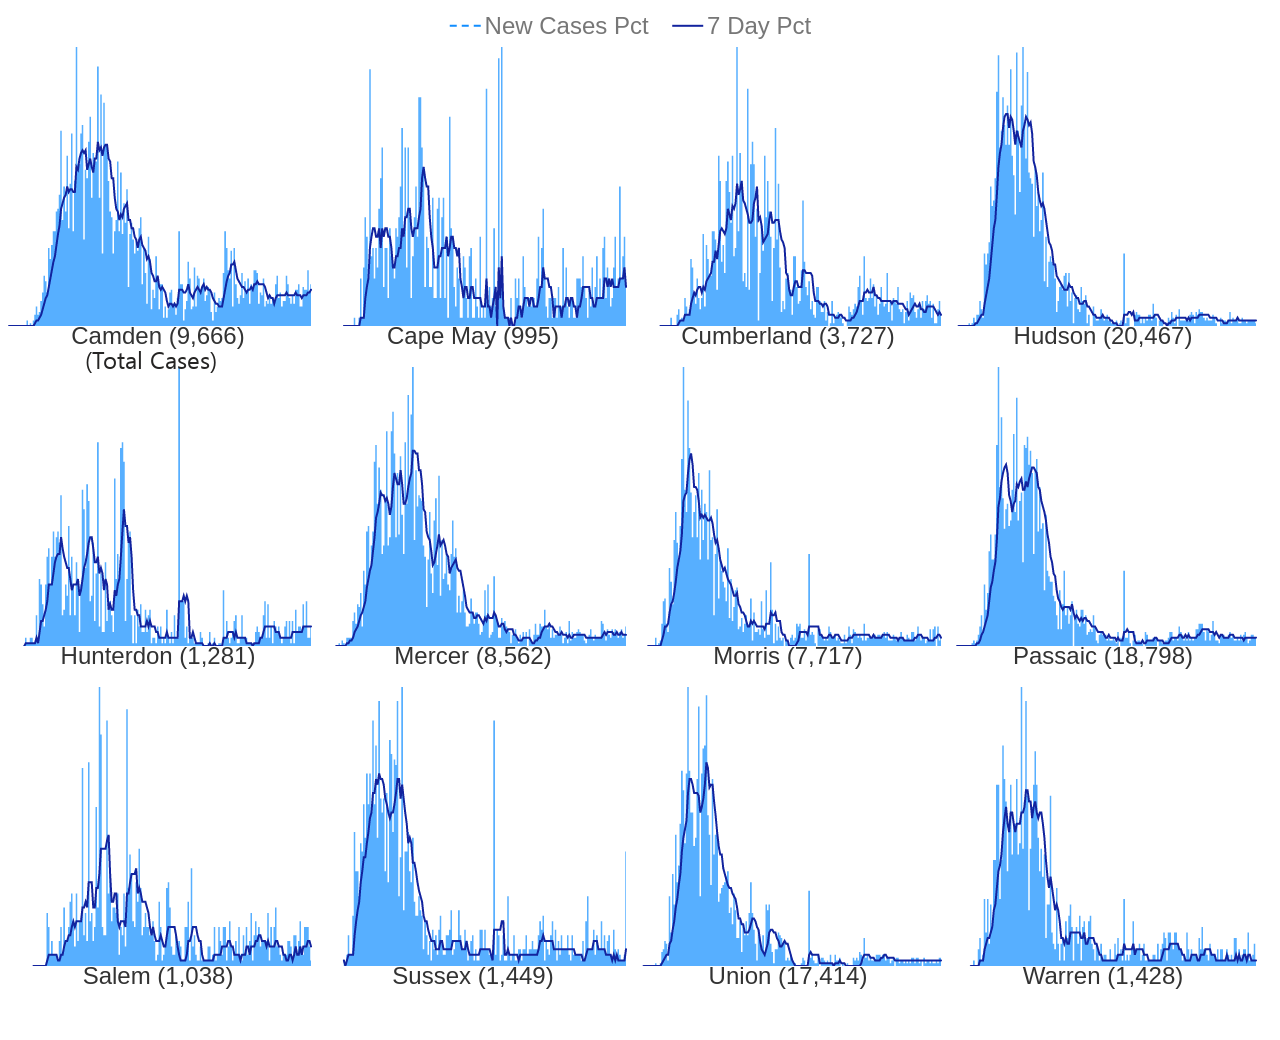 New Cases Pct 7 Day Pct
Camden (9,666) Cape May (995) Cumberland (3,727) Hudson (20,467)
(Total Cases)
Hunterdon (1,281) Mercer (8,562) Morris (7,717) Passaic (18,798)
Salem (1,038) Sussex (1,449) Union (17,414) Warren (1,428)